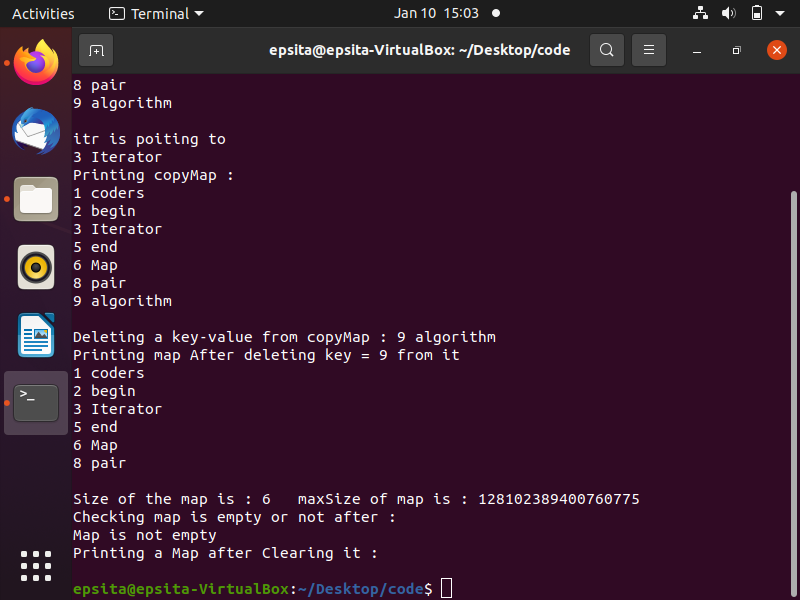 Activities Terminal Jan 10 15:03
epsita@epsita-VirtualBox: ~/Desktop/code
8 pair
9 algorithm
itr is poiting to
3 Iterator
Printing copyMap :
1 coders
2 begin
3 Iterator
5 end
6 Map
8 pair
9 algorithm
Deleting a key-value from copyMap : 9 algorithm
Printing map After deleting key = 9 from it
1 coders
2 begin
3 Iterator
5 end
6 Map
8 pair
Size of the map is : 6   maxSize of map is : 128102389400760775
Checking map is empty or not after :
Map is not empty
Printing a Map after Clearing it :
epsita@epsita-VirtualBox:~/Desktop/code$